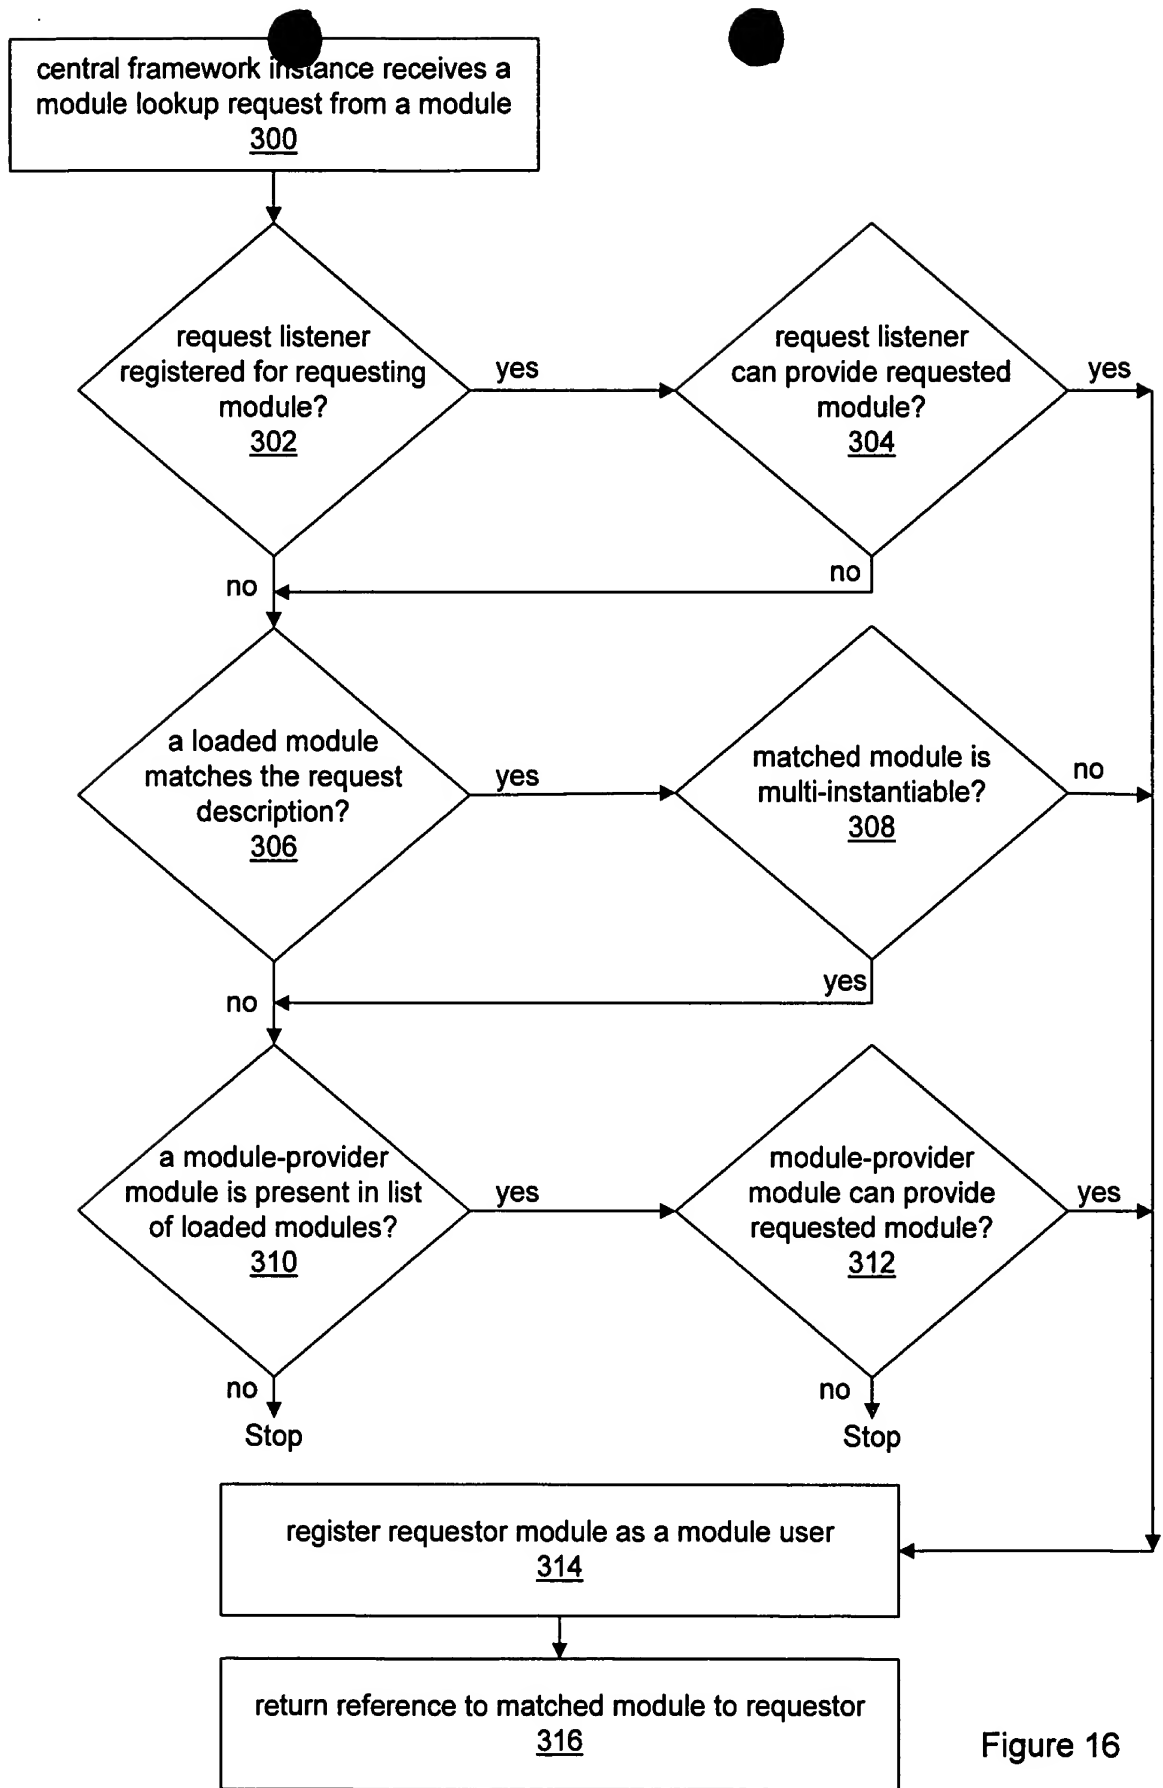 central framework instance receives a
module lookup request from a module
300
request listener
registered for requesting
module?
302
yes
request listener
can provide requested
module?
304
yes
no
no
a loaded module
matches the request
description?
306
yes
matched module is
multi-instantiable?
308
no
no
yes
a module-provider
module is present in list
of loaded modules?
310
yes
module-provider
module can provide
requested module?
312
yes
no
Stop
no
Stop
register requestor module as a module user
314
return reference to matched module to requestor
316
Figure 16